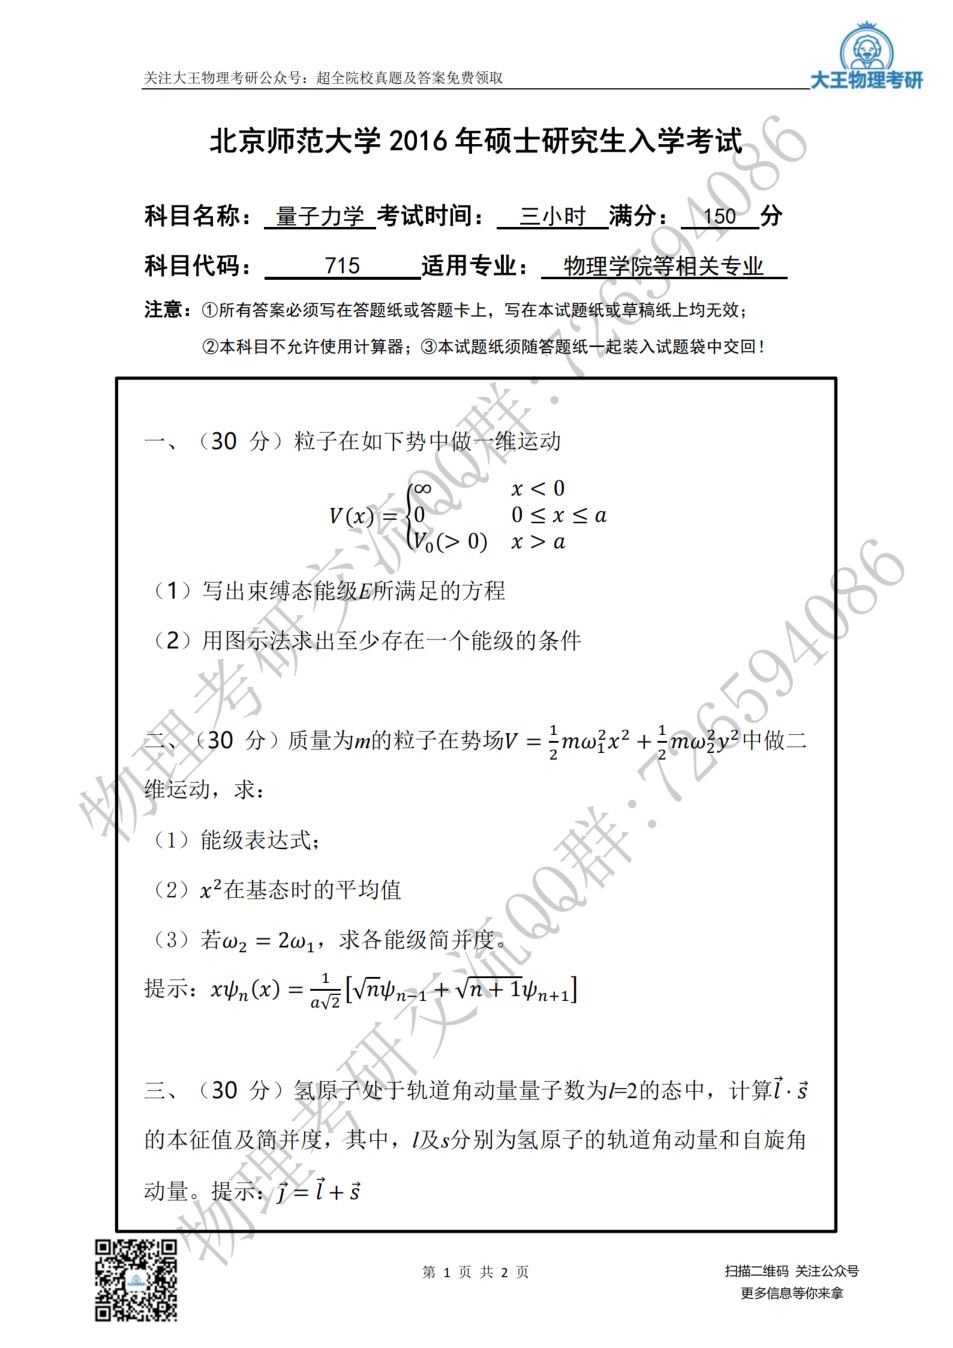 关注大王物理考研公众号：超全院校真题及答案免费领取
大王物理考研
北京师范大学 2016 年硕士研究生入学考试
科目名称： 量子力学 考试时间： 三小时 满分： 150 分
科目代码： 715 适用专业： 物理学院等相关专业
注意：①所有答案必须写在答题纸或答题卡上，写在本试题纸或草稿纸上均无效；
②本科目不允许使用计算器；③本试题纸须随答题纸一起装入试题袋中交回！
一、（30 分）粒子在如下势中做一维运动
V(x) = {∞ x < 0
0 0 ≤ x ≤ a
V₀(> 0) x > a
（1）写出束缚态能级E所满足的方程
（2）用图示法求出至少存在一个能级的条件
二、（30 分）质量为m的粒子在势场V = 1/2 mω₁²x² + 1/2 mω₂²y²中做二
维运动，求：
（1）能级表达式；
（2）x²在基态时的平均值
（3）若ω₂ = 2ω₁，求各能级简并度。
提示：xψₙ(x) = 1/(a√2) [√n ψₙ₋₁ + √(n + 1) ψₙ₊₁]
三、（30 分）氢原子处于轨道角动量量子数为l=2的态中，计算l⃗ · s⃗
的本征值及简并度，其中，l及s分别为氢原子的轨道角动量和自旋角
动量。提示：j⃗ = l⃗ + s⃗
物理考研交流QQ群：726594086
物理考研交流QQ群：726594086
大王物理考研
第 1 页 共 2 页
扫描二维码 关注公众号
更多信息等你来拿